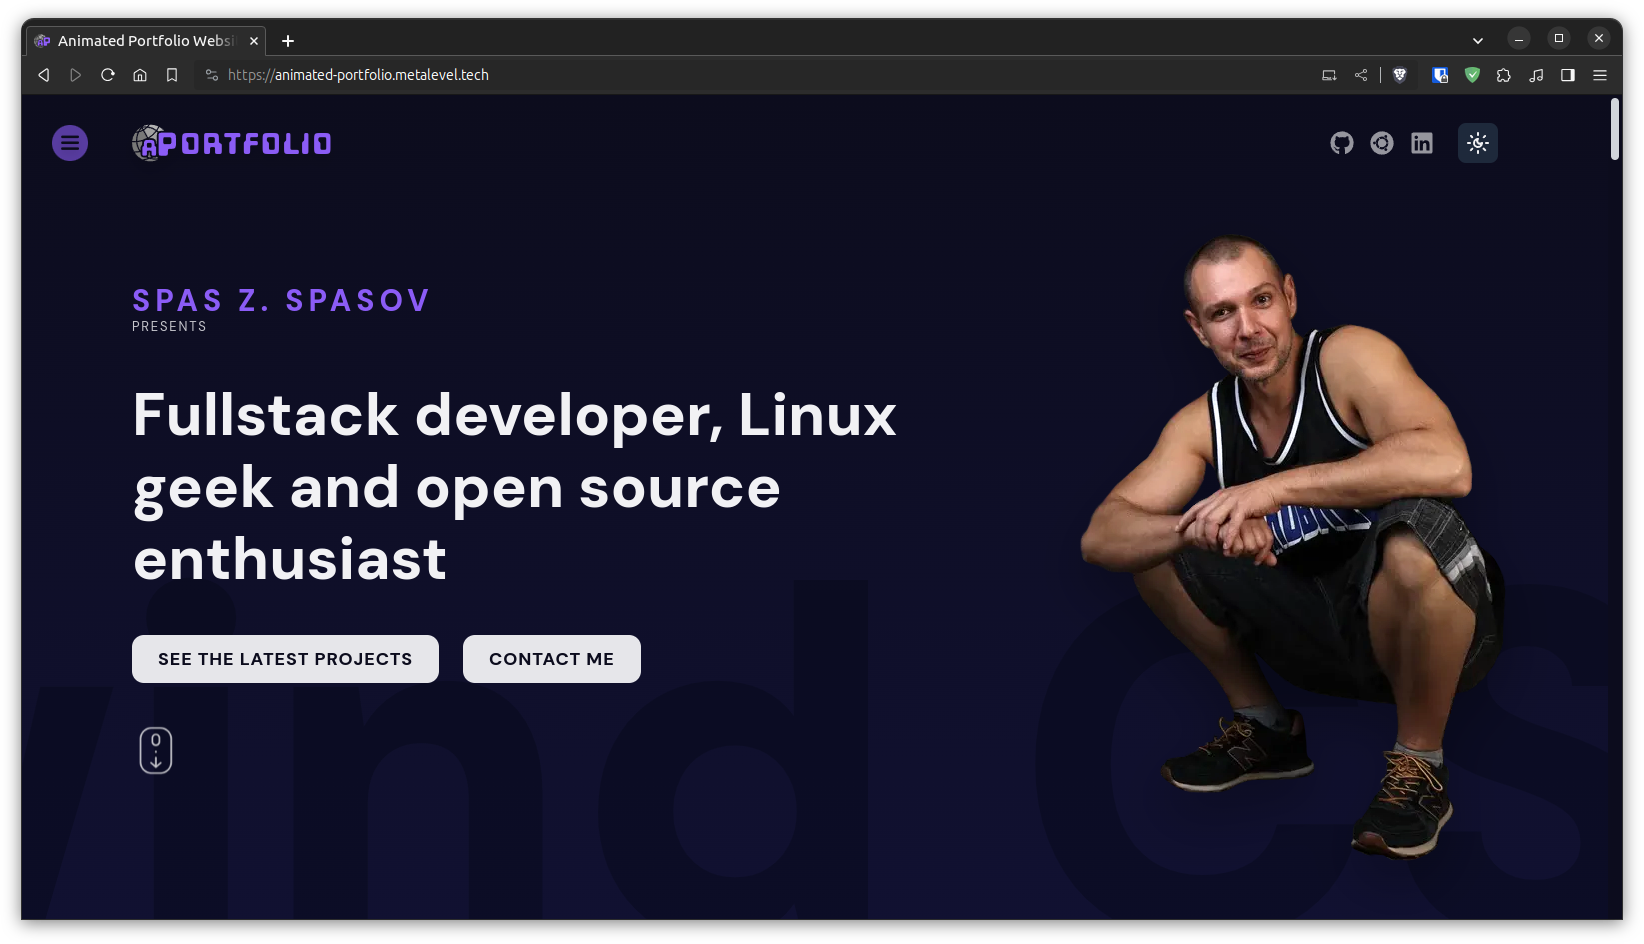 Animated Portfolio Websi
https://animated-portfolio.metalevel.tech
APORTFOLIO
SPAS Z. SPASOV
PRESENTS
Fullstack developer, Linux
geek and open source
enthusiast
SEE THE LATEST PROJECTS
CONTACT ME
ind